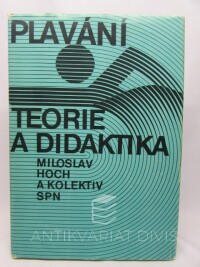 PLAVÁNÍ
TEORIE
A DIDAKTIKA
MILOSLAV
HOCH
A KOLEKTIV
SPN
ANTIKVARIÁT DIVIŠ